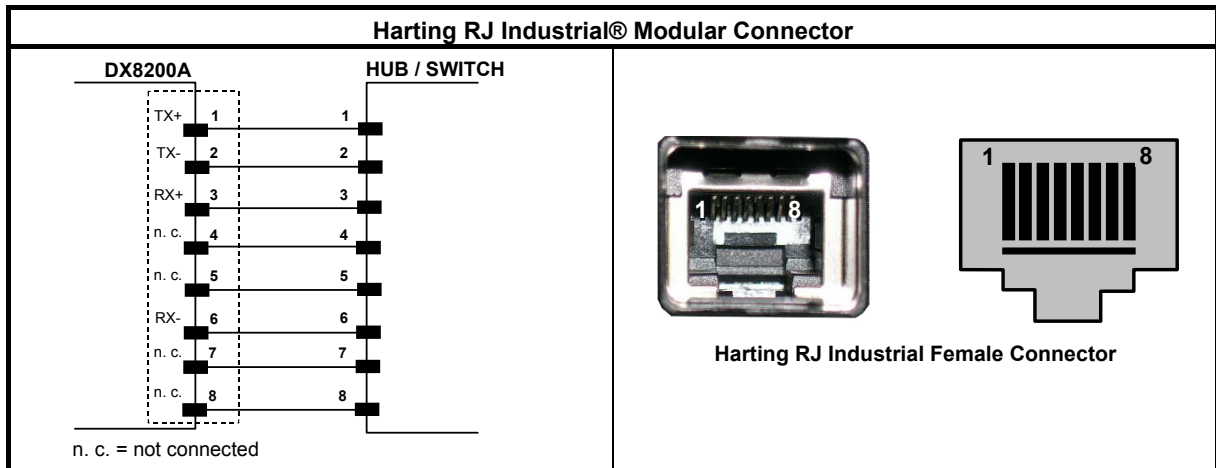 Harting RJ Industrial® Modular Connector
DX8200A HUB / SWITCH
TX+ 1 1
TX- 2 2
RX+ 3 3
n. c. 4 4
n. c. 5 5
RX- 6 6
n. c. 7 7
n. c. 8 8
n. c. = not connected
1 8
1 8
Harting RJ Industrial Female Connector